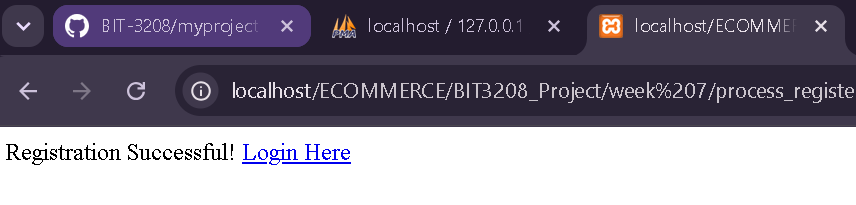 BIT-3208/myproject
PMA localhost / 127.0.0.1
localhost/ECOMME
localhost/ECOMMERCE/BIT3208_Project/week%207/process_registe
Registration Successful! Login Here